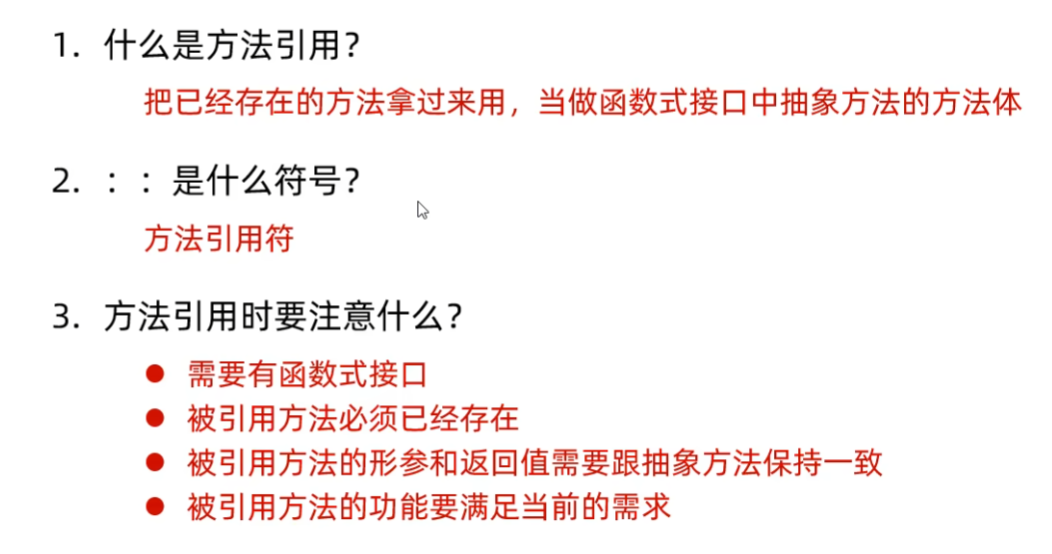 1. 什么是方法引用?
把已经存在的方法拿过来用，当做函数式接口中抽象方法的方法体
2. ：：是什么符号?
方法引用符
3. 方法引用时要注意什么?
● 需要有函数式接口
● 被引用方法必须已经存在
● 被引用方法的形参和返回值需要跟抽象方法保持一致
● 被引用方法的功能要满足当前的需求